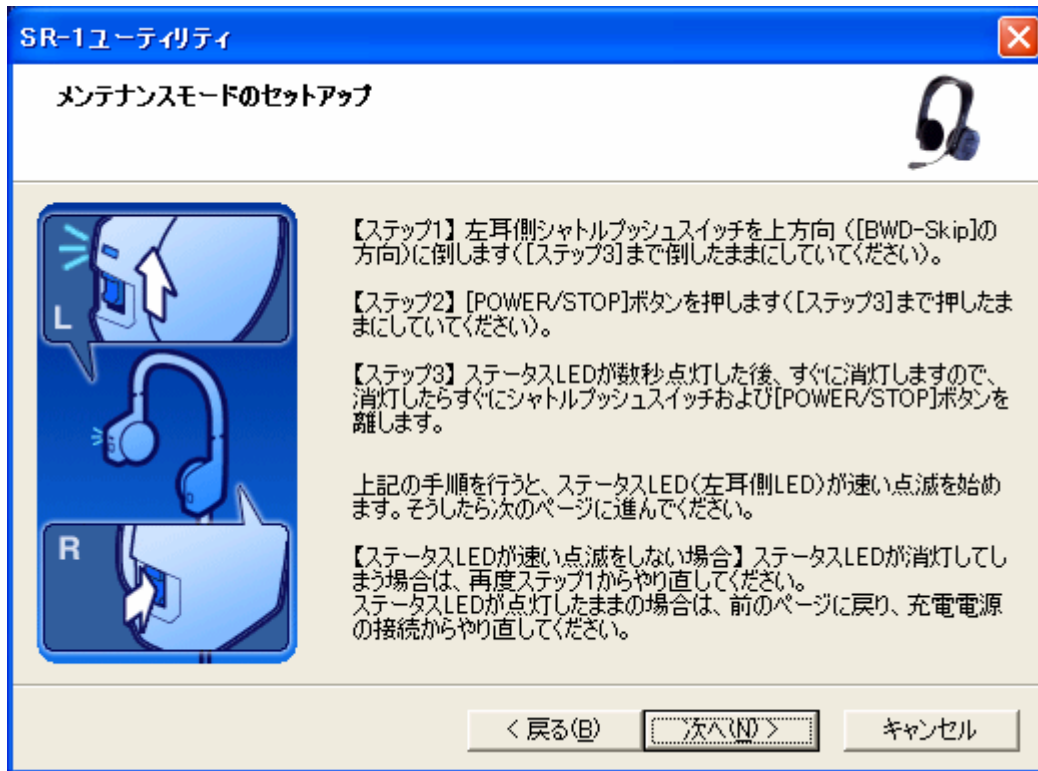 SR-1ユーティリティ
メンテナンスモードのセットアップ
【ステップ1】左耳側シャトルプッシュスイッチを上方向（[BWD-Skip]の
方向）に倒します（[ステップ3]まで倒したままにしていてください）。
【ステップ2】[POWER/STOP]ボタンを押します（[ステップ3]まで押したま
まにしていてください）。
【ステップ3】ステータスLEDが数秒点灯した後、すぐに消灯しますので、
消灯したらすぐにシャトルプッシュスイッチおよび[POWER/STOP]ボタンを
離します。
上記の手順を行うと、ステータスLED（左耳側LED）が速い点滅を始め
ます。そうしたら次のページに進んでください。
【ステータスLEDが速い点滅をしない場合】ステータスLEDが消灯してし
まう場合は、再度ステップ1からやり直してください。
ステータスLEDが点灯したままの場合は、前のページに戻り、充電電源
の接続からやり直してください。
L
R
< 戻る(B)
次へ(N) >
キャンセル